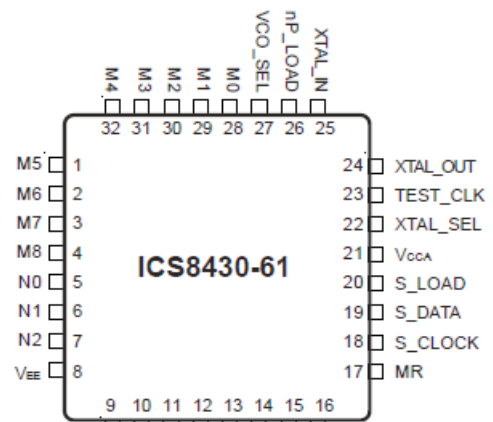 M4 M3 M2 M1 M0 VCO_SEL nP_LOAD XTAL_IN
32 31 30 29 28 27 26 25
M5 1
M6 2
M7 3
M8 4
N0 5
N1 6
N2 7
VEE 8
ICS8430-61
24 XTAL_OUT
23 TEST_CLK
22 XTAL_SEL
21 VCCA
20 S_LOAD
19 S_DATA
18 S_CLOCK
17 MR
9 10 11 12 13 14 15 16